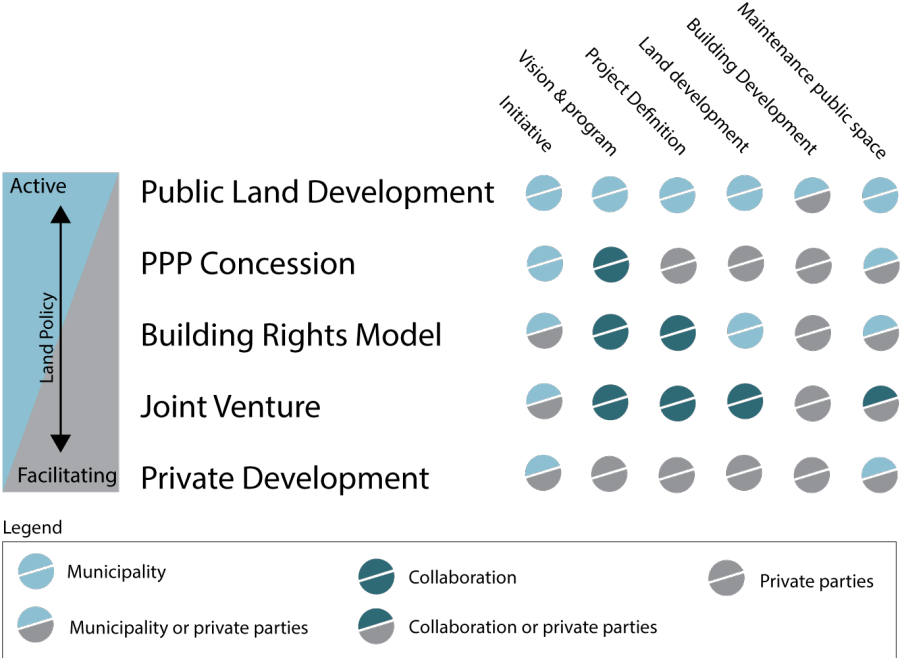 Initiative
Vision & program
Project Definition
Land development
Building Development
Maintenance public space
Active
Land Policy
Facilitating
Public Land Development
PPP Concession
Building Rights Model
Joint Venture
Private Development
Legend
Municipality
Collaboration
Private parties
Municipality or private parties
Collaboration or private parties